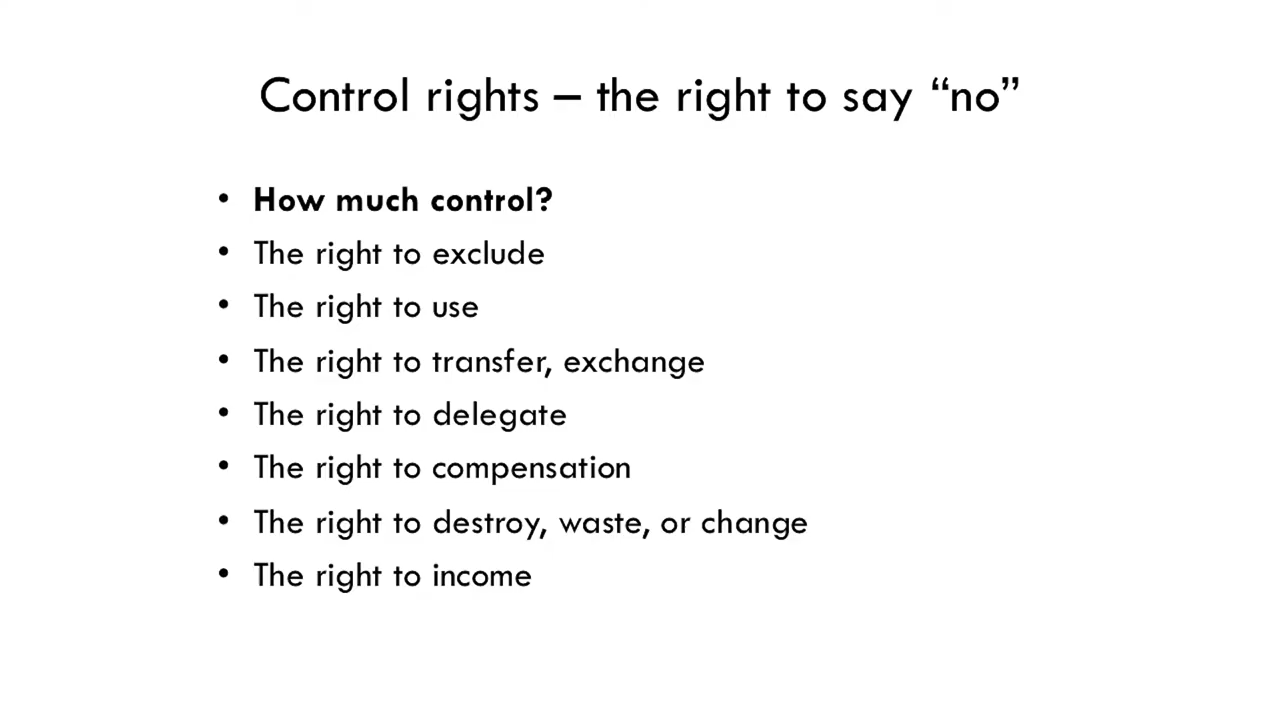 Control rights – the right to say “no”
• How much control?
• The right to exclude
• The right to use
• The right to transfer, exchange
• The right to delegate
• The right to compensation
• The right to destroy, waste, or change
• The right to income